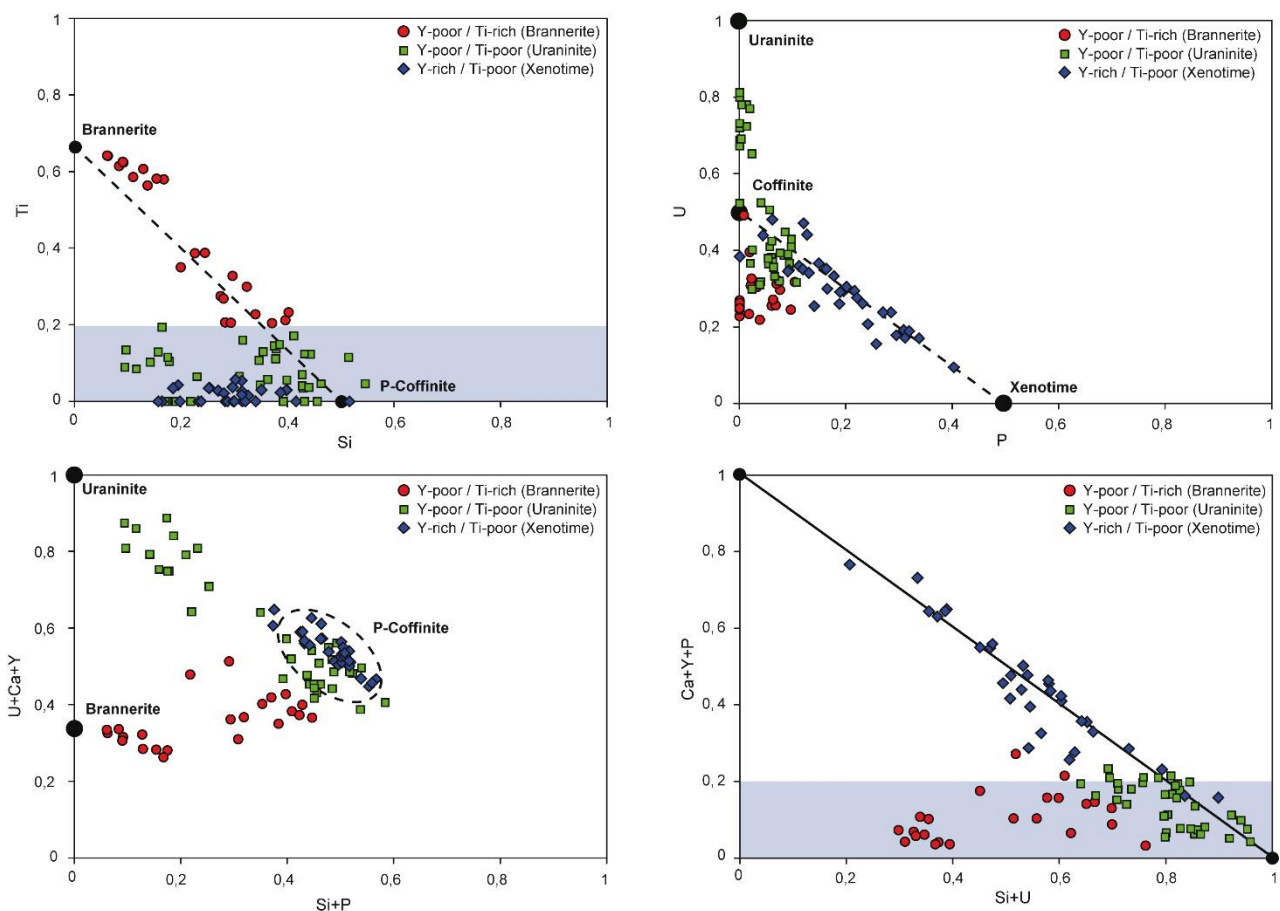 1
Y-poor / Ti-rich (Brannerite)
Y-poor / Ti-poor (Uraninite)
Y-rich / Ti-poor (Xenotime)
0,8
Brannerite
0,6
Ti
0,4
0,2
P-Coffinite
0
0
0,2
0,4
0,6
0,8
1
Si
1
Uraninite
Y-poor / Ti-rich (Brannerite)
Y-poor / Ti-poor (Uraninite)
Y-rich / Ti-poor (Xenotime)
0,8
0,6
Coffinite
U
0,4
0,2
Xenotime
0
0
0,2
0,4
0,6
0,8
1
P
1
Uraninite
Y-poor / Ti-rich (Brannerite)
Y-poor / Ti-poor (Uraninite)
Y-rich / Ti-poor (Xenotime)
0,8
0,6
P-Coffinite
U+Ca+Y
0,4
Brannerite
0,2
0
0
0,2
0,4
0,6
0,8
1
Si+P
1
Y-poor / Ti-rich (Brannerite)
Y-poor / Ti-poor (Uraninite)
Y-rich / Ti-poor (Xenotime)
0,8
0,6
Ca+Y+P
0,4
0,2
0
0
0,2
0,4
0,6
0,8
1
Si+U